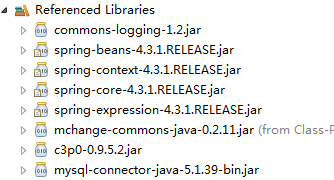 Referenced Libraries
commons-logging-1.2.jar
spring-beans-4.3.1.RELEASE.jar
spring-context-4.3.1.RELEASE.jar
spring-core-4.3.1.RELEASE.jar
spring-expression-4.3.1.RELEASE.jar
mchange-commons-java-0.2.11.jar (from Class-P
c3p0-0.9.5.2.jar
mysql-connector-java-5.1.39-bin.jar